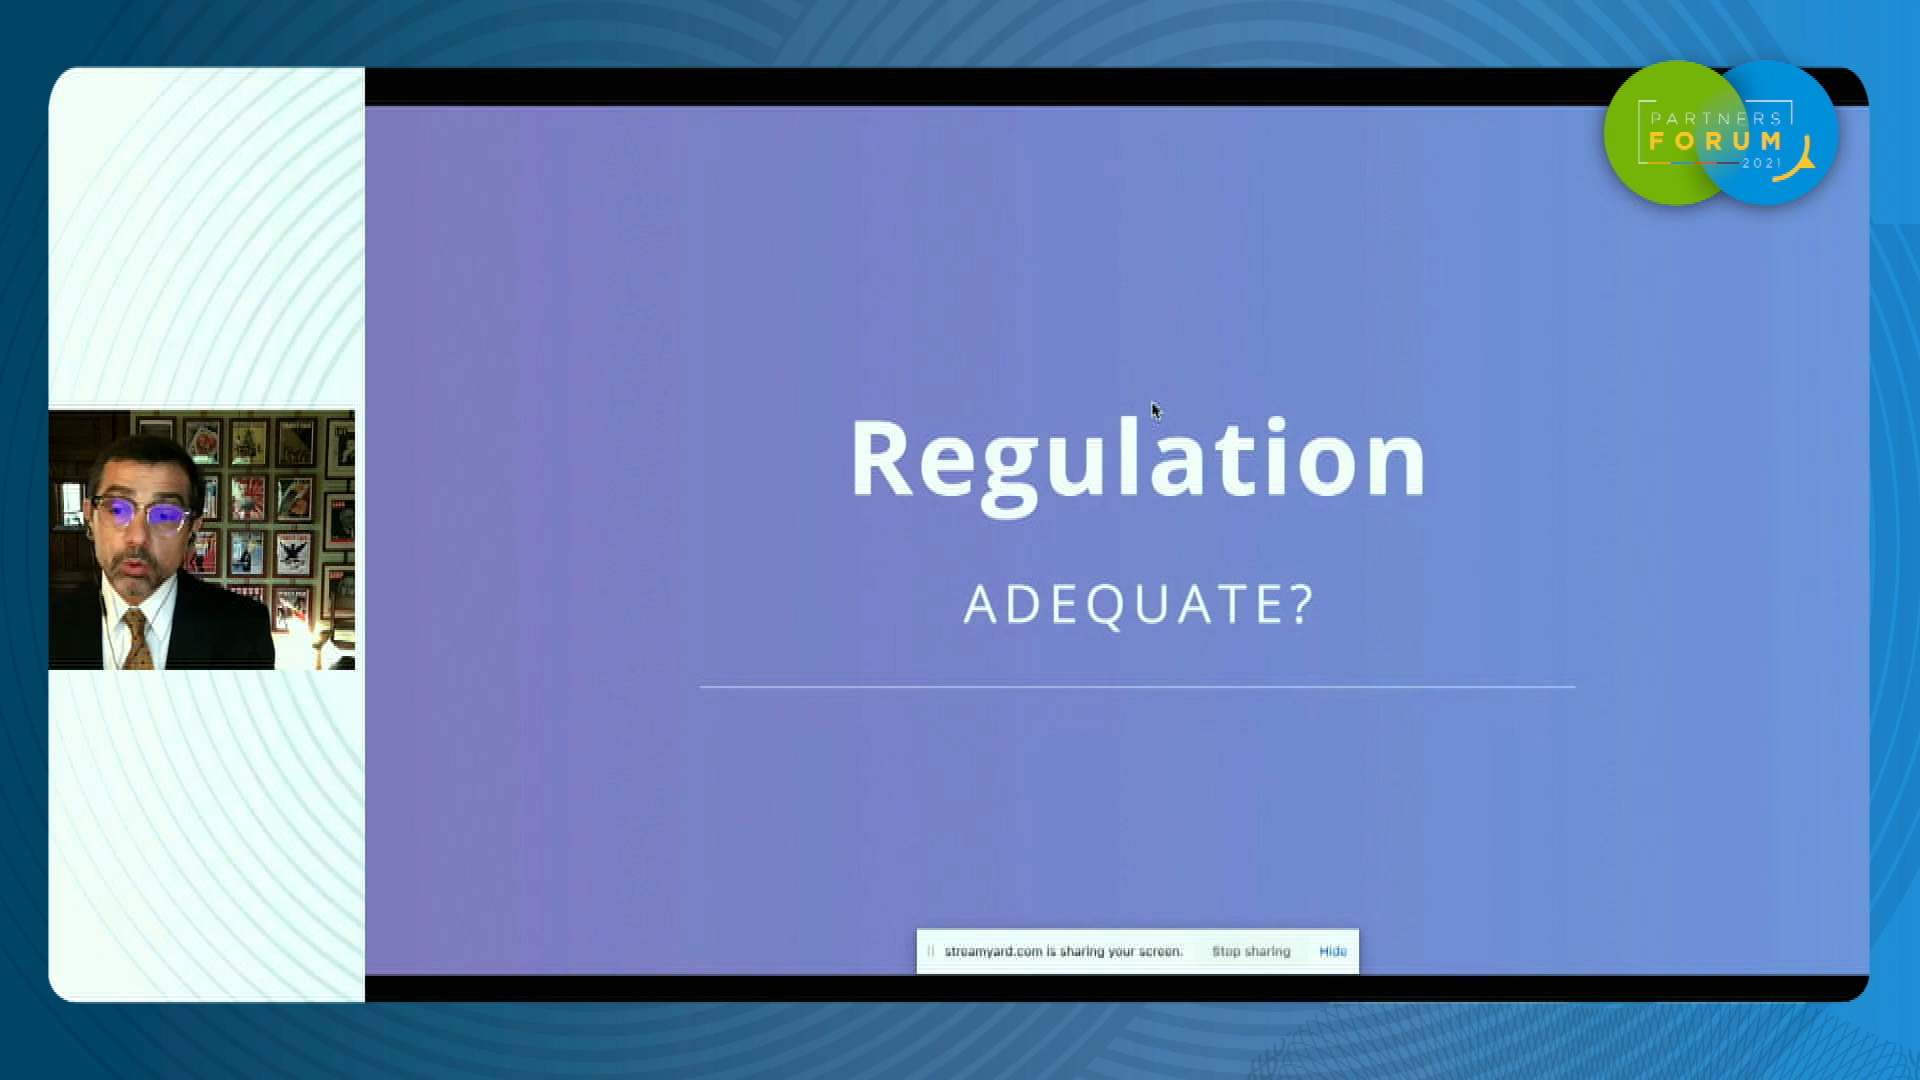 PARTNERS
FORUM
2021
Regulation
ADEQUATE?
streamyard.com is sharing your screen. Stop sharing Hide